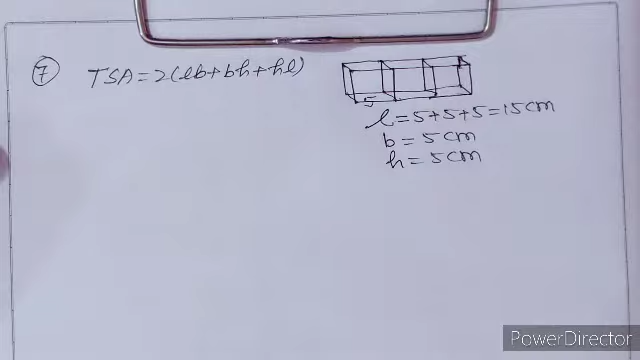 7 TSA = 2(lb+bh+hl)
5
l = 5+5+5=15cm
b = 5cm
h = 5cm
PowerDirector